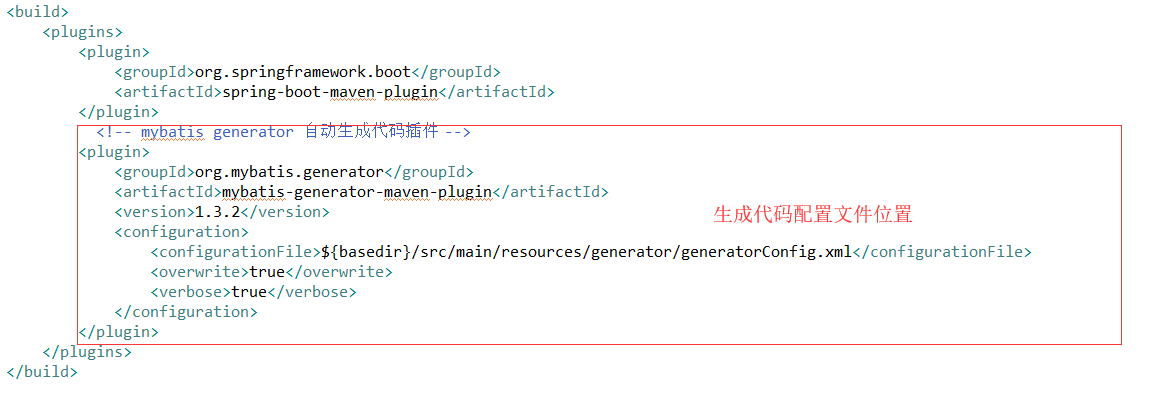 <build>
    <plugins>
        <plugin>
            <groupId>org.springframework.boot</groupId>
            <artifactId>spring-boot-maven-plugin</artifactId>
        </plugin>
          <!-- mybatis generator 自动生成代码插件 -->
        <plugin>
            <groupId>org.mybatis.generator</groupId>
            <artifactId>mybatis-generator-maven-plugin</artifactId>
            <version>1.3.2</version>
生成代码配置文件位置
            <configuration>
                <configurationFile>${basedir}/src/main/resources/generator/generatorConfig.xml</configurationFile>
                <overwrite>true</overwrite>
                <verbose>true</verbose>
            </configuration>
        </plugin>
    </plugins>
</build>